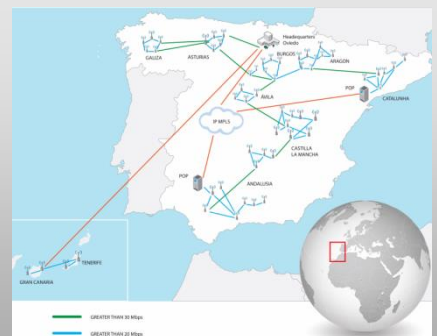 Headquarters
Oviedo
GALIZA
ASTURIAS
BURGOS
ARAGON
POP
CATALUNHA
AVILA
IP MPLS
CASTILLA
LA MANCHA
POP
ANDALUSIA
TENERIFE
GRAN CANARIA
GREATER THAN 30 Mbps
GREATER THAN 20 Mbps